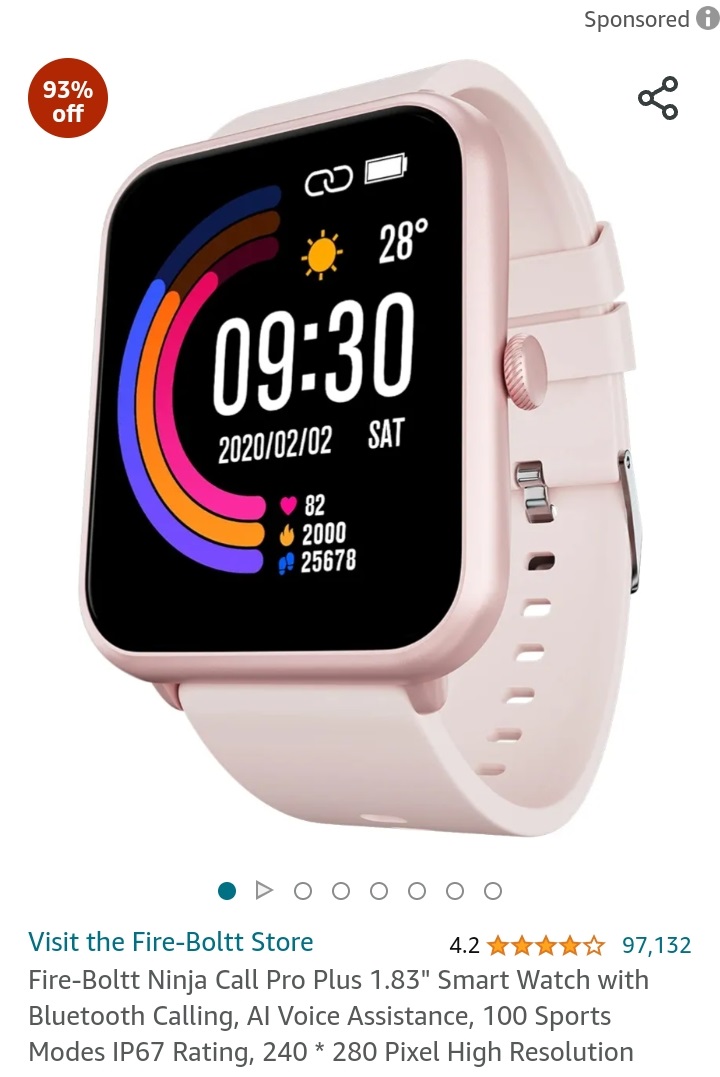 Sponsored
93%
off
28°
09:30
2020/02/02 SAT
82
2000
25678
Visit the Fire-Boltt Store
4.2
97,132
Fire-Boltt Ninja Call Pro Plus 1.83" Smart Watch with
Bluetooth Calling, AI Voice Assistance, 100 Sports
Modes IP67 Rating, 240 * 280 Pixel High Resolution